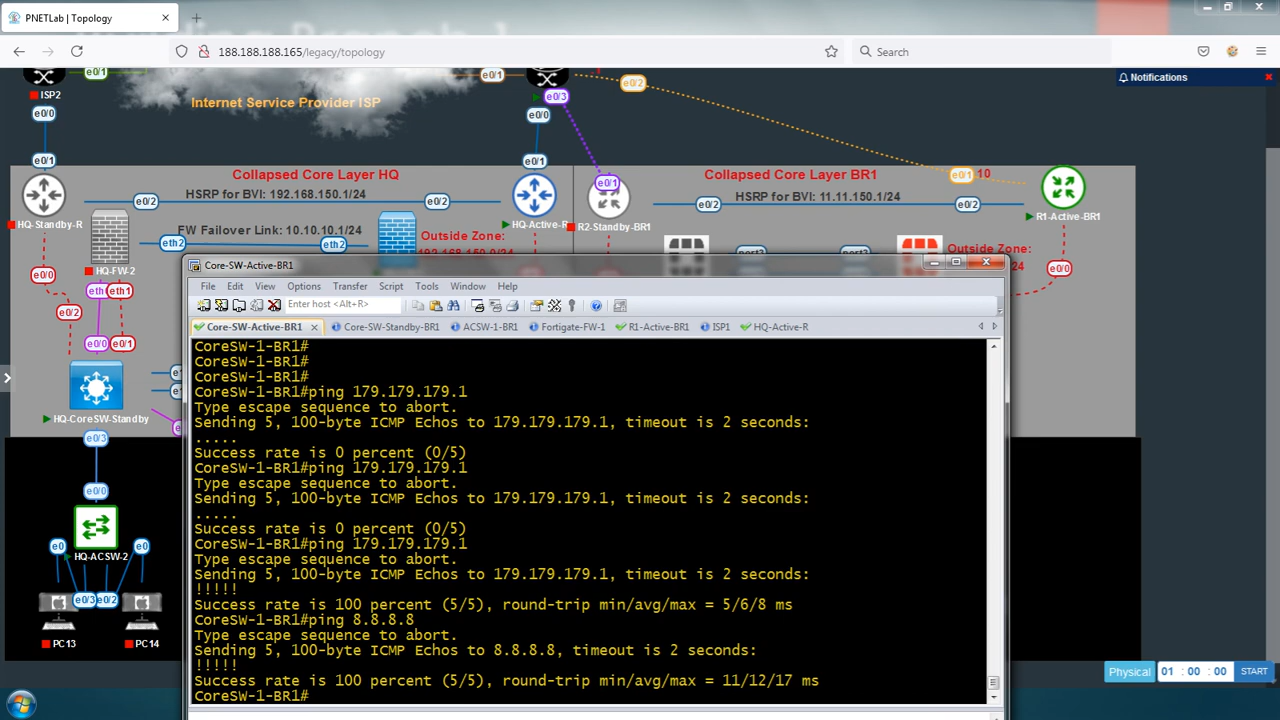 PNETLab | Topology
188.188.188.165/legacy/topology
Search
Notifications
e0/1
e0/1
e0/2
ISP2
e0/3
Internet Service Provider ISP
e0/0
e0/0
e0/1
e0/1
Collapsed Core Layer HQ
Collapsed Core Layer BR1
e0/1
10
e0/1
HSRP for BVI: 192.168.150.1/24
HSRP for BVI: 11.11.150.1/24
e0/2
e0/2
e0/2
e0/2
HQ-Standby-R
HQ-Active-R
R2-Standby-BR1
R1-Active-BR1
FW Failover Link: 10.10.10.1/24
eth2
eth2
Outside Zone:
Outside Zone:
HQ-FW-2
e0/0
e0/0
eth1
e0/2
e0/0
e0/1
HQ-CoreSW-Standby
e0/3
e0/0
HQ-ACSW-2
e0
e0
e0/3
e0/2
PC13
PC14
Core-SW-Active-BR1
File Edit View Options Transfer Script Tools Window Help
Enter host <Alt+R>
Core-SW-Active-BR1
Core-SW-Standby-BR1
ACSW-1-BR1
Fortigate-FW-1
R1-Active-BR1
ISP1
HQ-Active-R
CoreSW-1-BR1#
CoreSW-1-BR1#
CoreSW-1-BR1#
CoreSW-1-BR1#ping 179.179.179.1
Type escape sequence to abort.
Sending 5, 100-byte ICMP Echos to 179.179.179.1, timeout is 2 seconds:
.....
Success rate is 0 percent (0/5)
CoreSW-1-BR1#ping 179.179.179.1
Type escape sequence to abort.
Sending 5, 100-byte ICMP Echos to 179.179.179.1, timeout is 2 seconds:
.....
Success rate is 0 percent (0/5)
CoreSW-1-BR1#ping 179.179.179.1
Type escape sequence to abort.
Sending 5, 100-byte ICMP Echos to 179.179.179.1, timeout is 2 seconds:
!!!!!
Success rate is 100 percent (5/5), round-trip min/avg/max = 5/6/8 ms
CoreSW-1-BR1#ping 8.8.8.8
Type escape sequence to abort.
Sending 5, 100-byte ICMP Echos to 8.8.8.8, timeout is 2 seconds:
!!!!!
Success rate is 100 percent (5/5), round-trip min/avg/max = 11/12/17 ms
CoreSW-1-BR1#
Physical
01 : 00 : 00
START